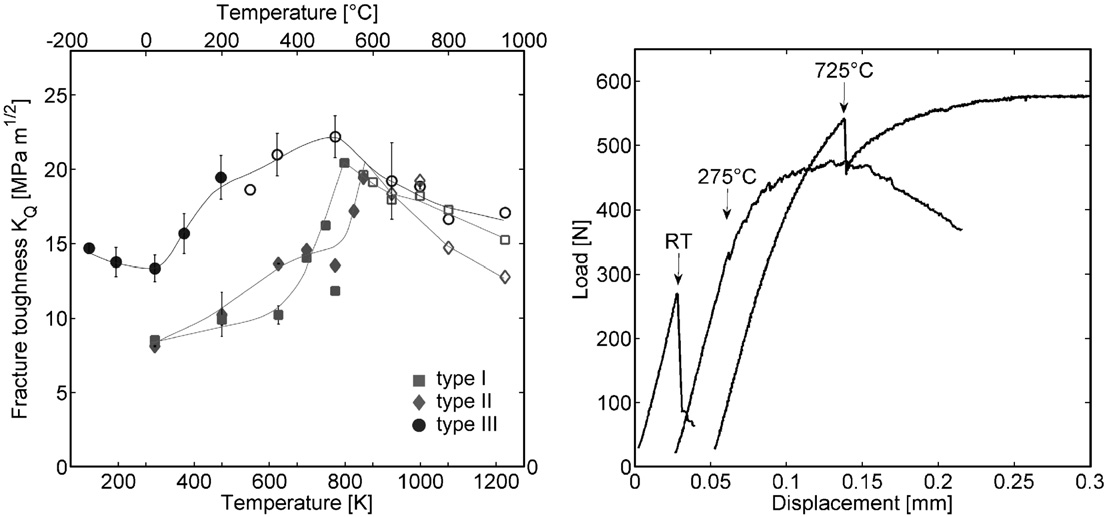 Temperature [°C]
-200 0 200 400 600 800 1000
Fracture toughness K_Q [MPa m^1/2]
25
20
15
10
5
0
0
type I
type II
type III
200 400 600 800 1000 1200
Temperature [K]
Load [N]
600
500
400
300
200
100
0
725°C
275°C
RT
0 0.05 0.1 0.15 0.2 0.25 0.3
Displacement [mm]